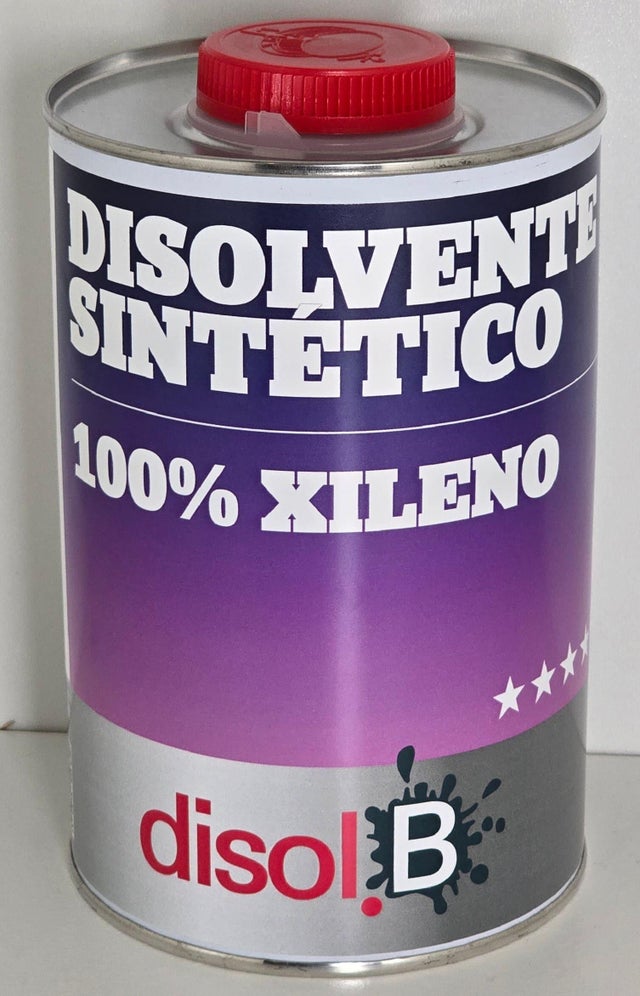 DISOLVENTE
SINTÉTICO
100% XILENO
disol.B